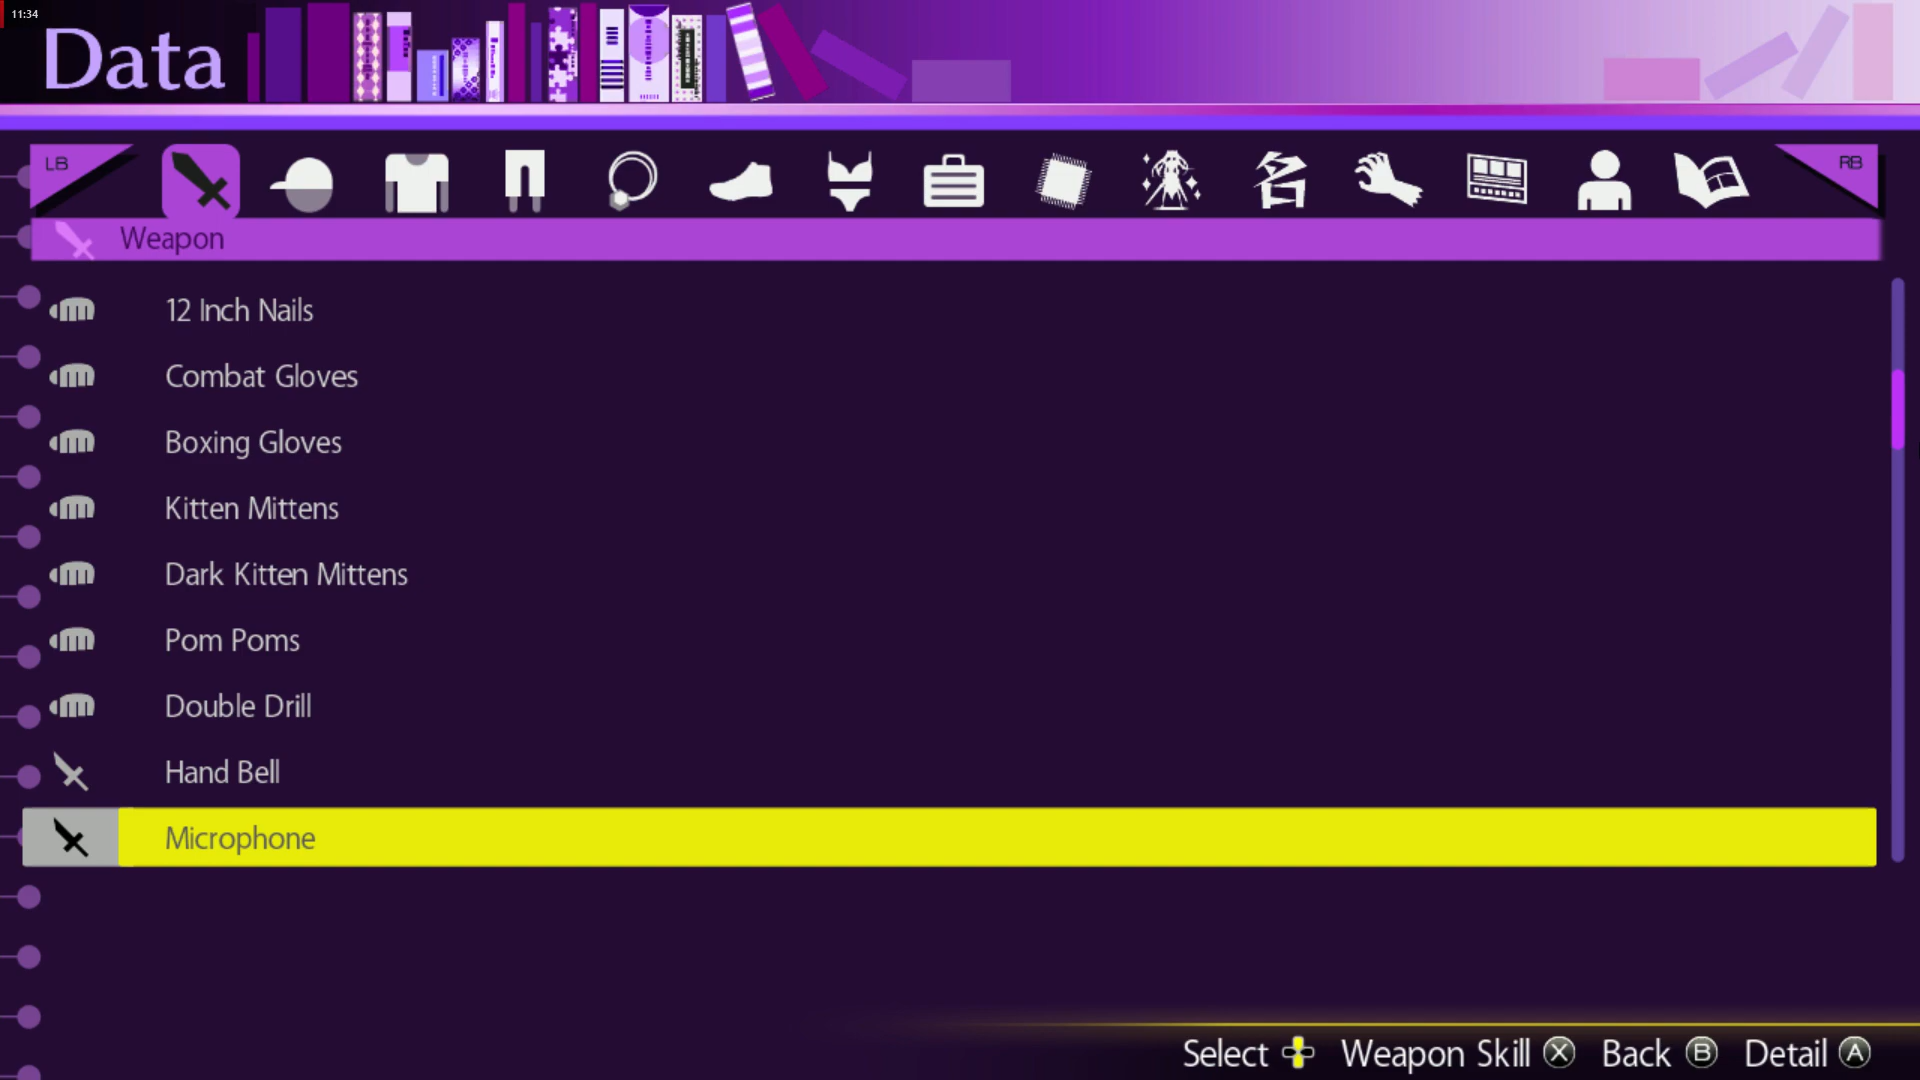 11:34
Data
LB
名
RB
Weapon
12 Inch Nails
Combat Gloves
Boxing Gloves
Kitten Mittens
Dark Kitten Mittens
Pom Poms
Double Drill
Hand Bell
Microphone
Select Weapon Skill X Back B Detail A